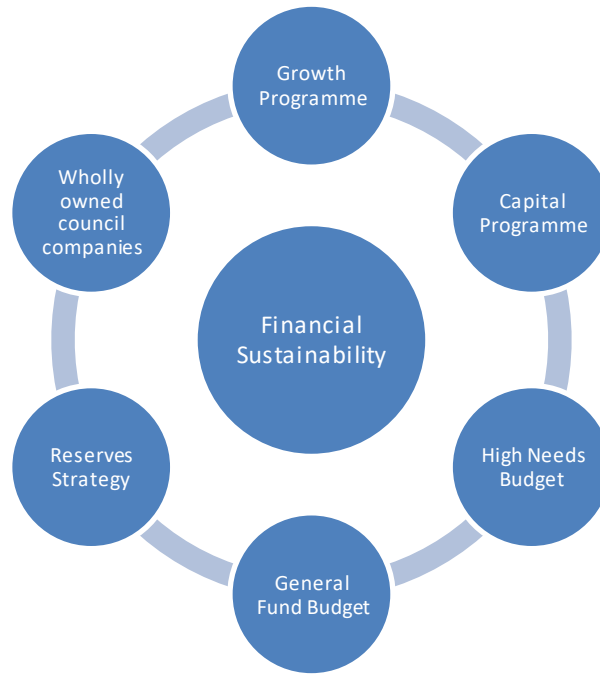 Growth
Programme
Capital
Programme
High Needs
Budget
General
Fund Budget
Reserves
Strategy
Wholly
owned
council
companies
Financial
Sustainability